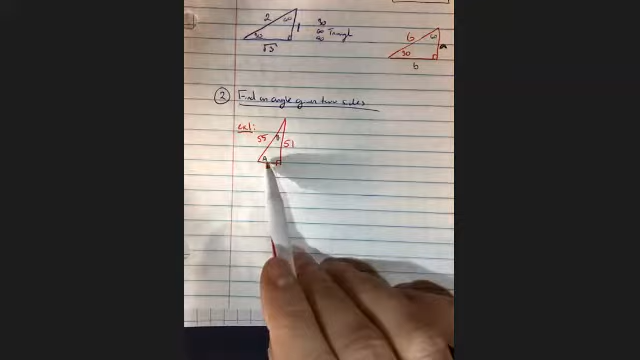 2 60 1 30
30 60 Triangle
√3 90
6 60 a
30
b
② Find an angle given two sides
ex1:
55 B 51
A